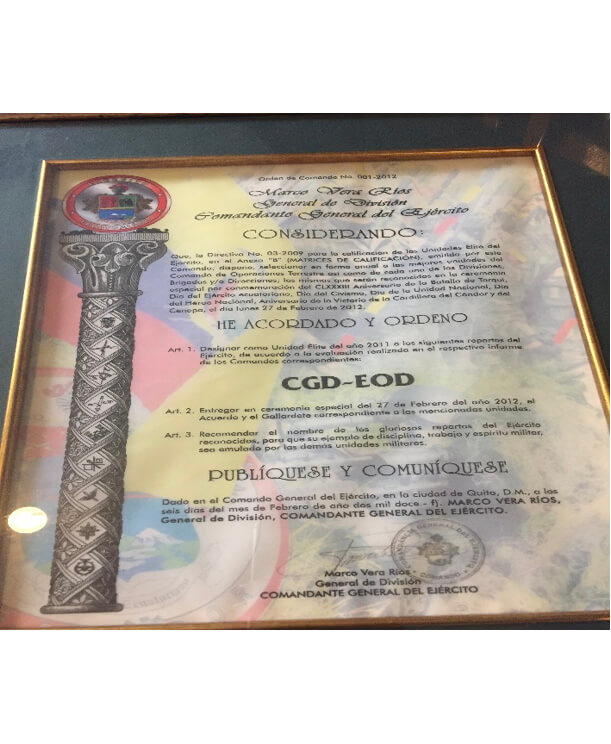 Orden de Comando No. 001-2012
Marco Vera Ríos
General de División
Comandante General del Ejército
CONSIDERANDO:
Que, la Directiva No. 03-2009 para la calificación de las Unidades Élite del
Ejército, en el Anexo "B" (MATRICES DE CALIFICACIÓN), emitido por este
Comando, dispone, seleccionar en forma anual a las mejores unidades del
Comando de Operaciones Terrestre así como de cada una de las Divisiones,
Brigadas y/o Direcciones, las mismas que serán reconocidas en la ceremonia
especial por conmemoración del CLXXXIII Aniversario de la Batalla de Tarqui,
Día del Ejército ecuatoriano, Día del Civismo, Día de la Unidad Nacional, Día
del Héroe Nacional, Aniversario de la Victoria de la Cordillera del Cóndor y del
Cenepa, el día lunes 27 de Febrero de 2012.
HE ACORDADO Y ORDENO
Art. 1. Designar como Unidad Élite del año 2011 a los siguientes repartos del
Ejército, de acuerdo a la evaluación realizada en el respectivo informe
de los Comandos correspondientes:
CGD-EOD
Art. 2. Entregar en ceremonia especial del 27 de Febrero del año 2012, el
Acuerdo y el Gallardete correspondiente a las mencionadas unidades.
Art. 3. Recomendar el nombre de los gloriosos repartos del Ejército
reconocidos, para que su ejemplo de disciplina, trabajo y espíritu militar,
sea emulado por las demás unidades militares.
PUBLÍQUESE Y COMUNÍQUESE
Dado en el Comando General del Ejército, en la ciudad de Quito, D.M., a los
seis días del mes de Febrero de año dos mil doce.- f). MARCO VERA RÍOS,
General de División, COMANDANTE GENERAL DEL EJÉRCITO.
Marco Vera Ríos
General de División
COMANDANTE GENERAL DEL EJÉRCITO